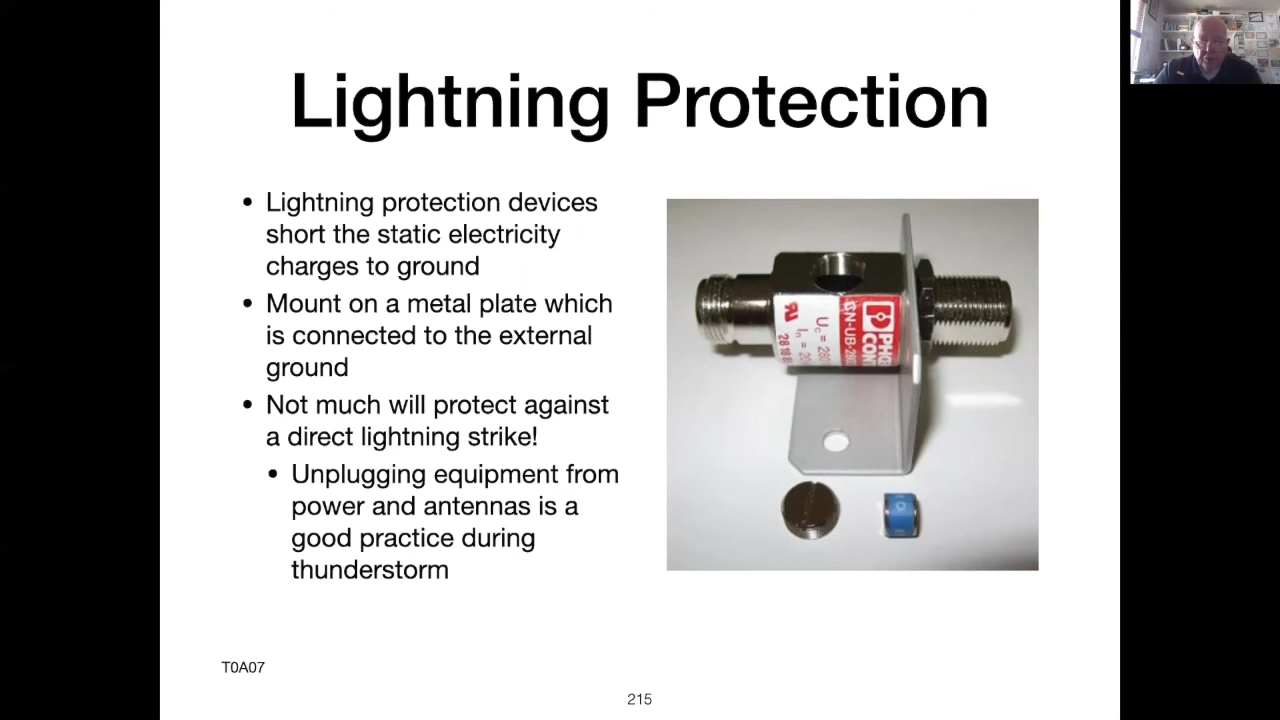 Lightning Protection
• Lightning protection devices
short the static electricity
charges to ground
• Mount on a metal plate which
is connected to the external
ground
• Not much will protect against
a direct lightning strike!
• Unplugging equipment from
power and antennas is a
good practice during
thunderstorm
T0A07
215